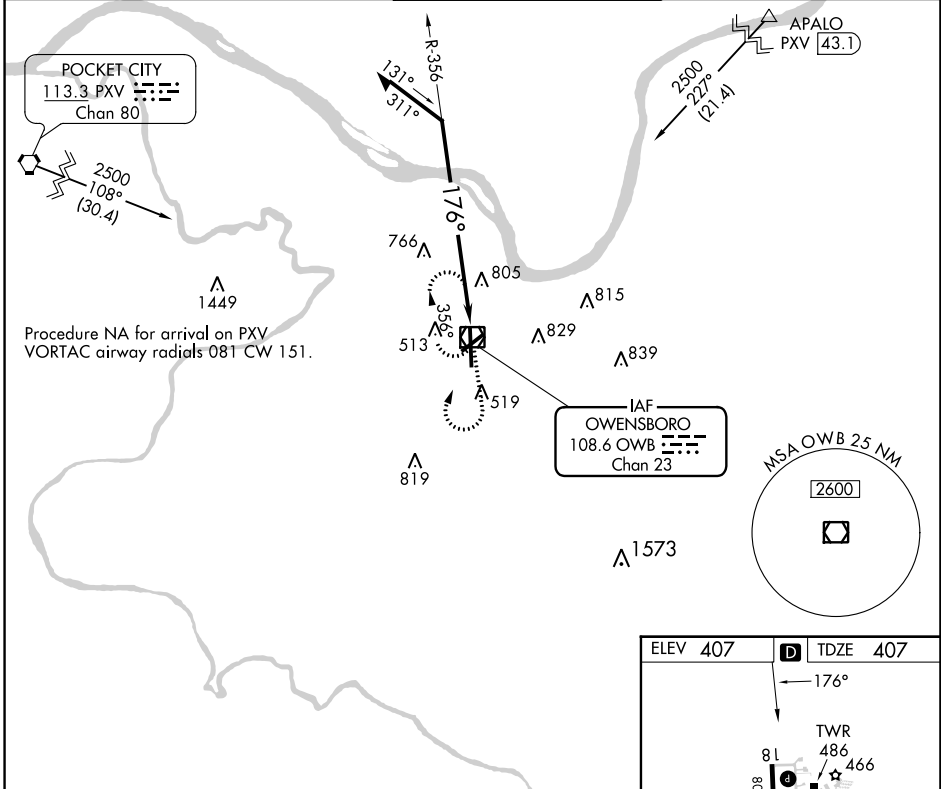 POCKET CITY
113.3 PXV
Chan 80
2500
108°
(30.4)
R-356
131°
311°
APALO
PXV 43.1
2500
227°
(21.4)
176°
766
805
1449
815
356°
513
829
839
Procedure NA for arrival on PXV
VORTAC airway radials 081 CW 151.
519
IAF
OWENSBORO
108.6 OWB
Chan 23
819
MSA OWB 25 NM
2600
1573
ELEV 407
D
TDZE 407
176°
TWR
486
466
18
P